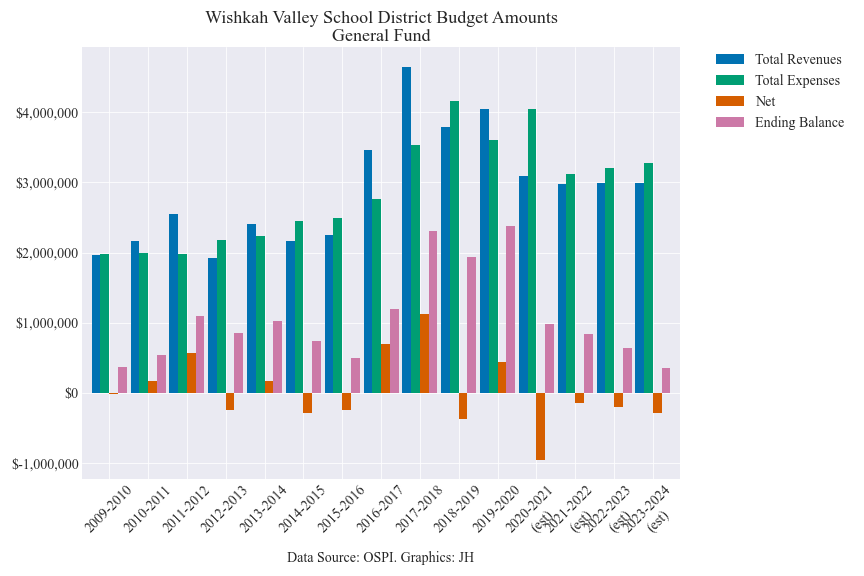 Wishkah Valley School District Budget Amounts
General Fund
Total Revenues
Total Expenses
Net
Ending Balance
$4,000,000
$3,000,000
$2,000,000
$1,000,000
$0
$-1,000,000
2009-2010
2010-2011
2011-2012
2012-2013
2013-2014
2014-2015
2015-2016
2016-2017
2017-2018
2018-2019
2019-2020
2020-2021
(est)
2021-2022
(est)
2022-2023
(est)
2023-2024
(est)
Data Source: OSPI. Graphics: JH